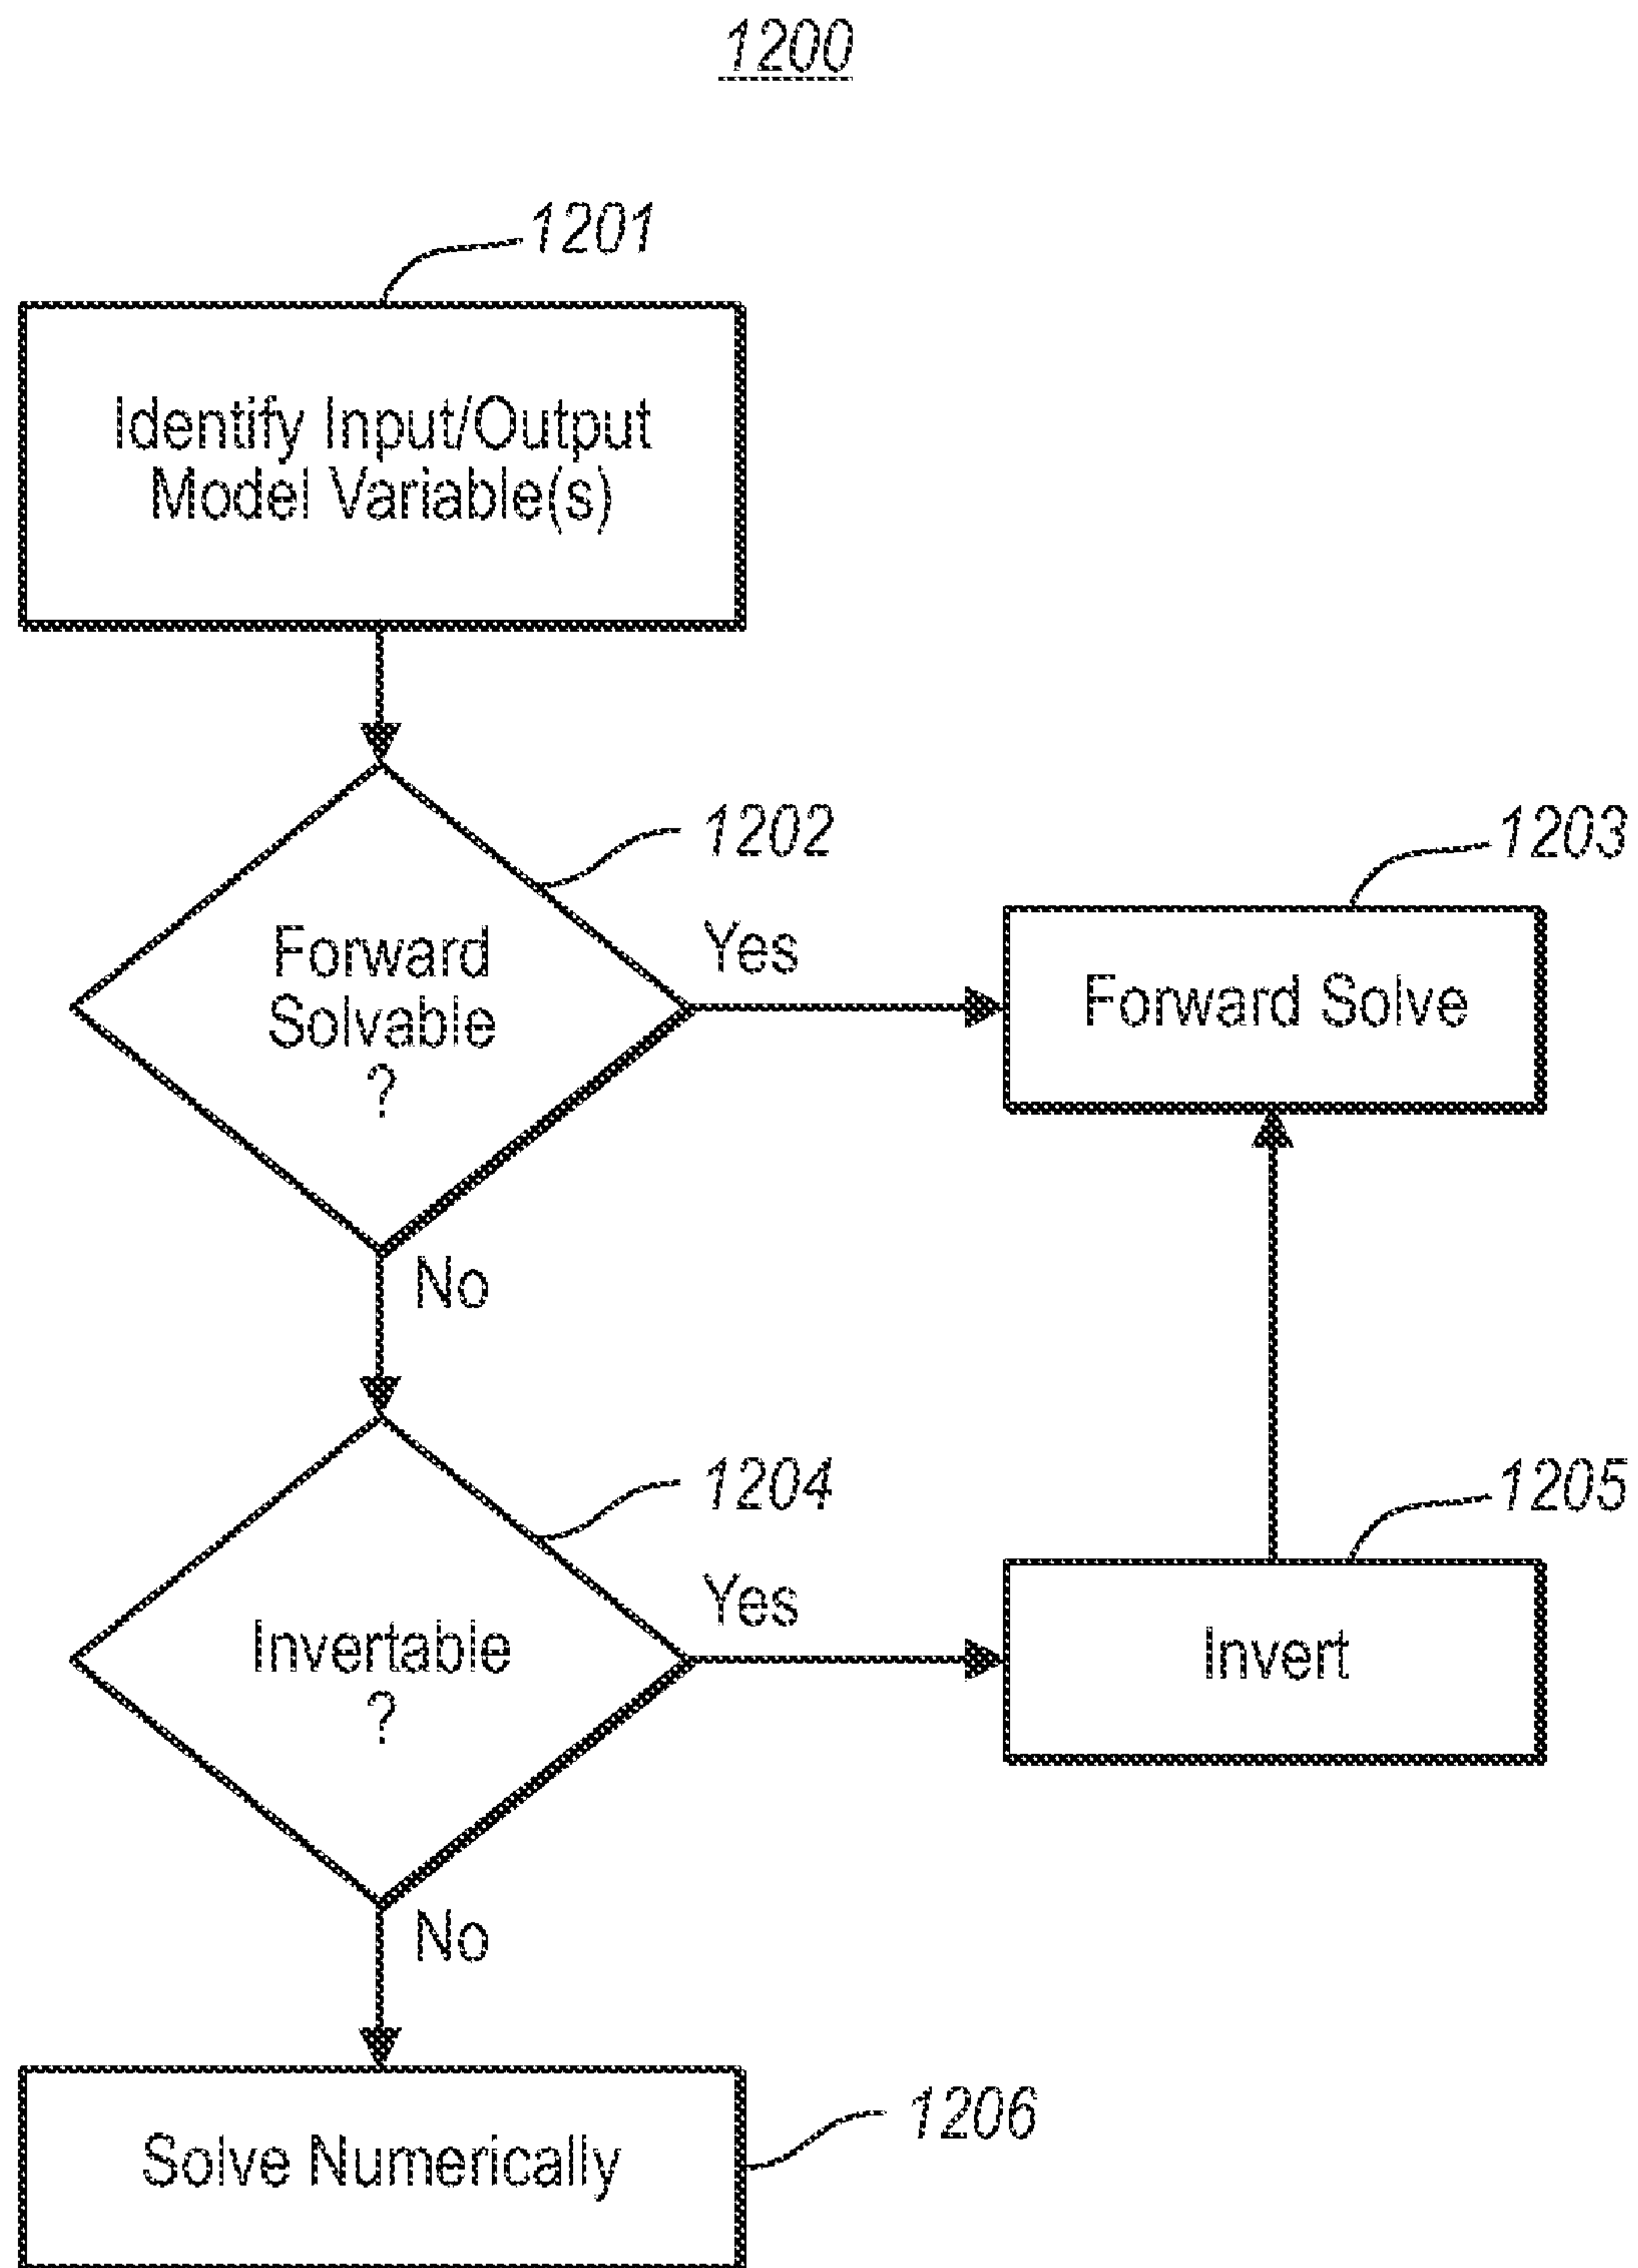 1200
1201
Identify Input/Output
Model Variable(s)
1202
1203
Forward
Solvable
?
Yes
Forward Solve
No
1204
1205
Invertable
?
Yes
Invert
No
1206
Solve Numerically